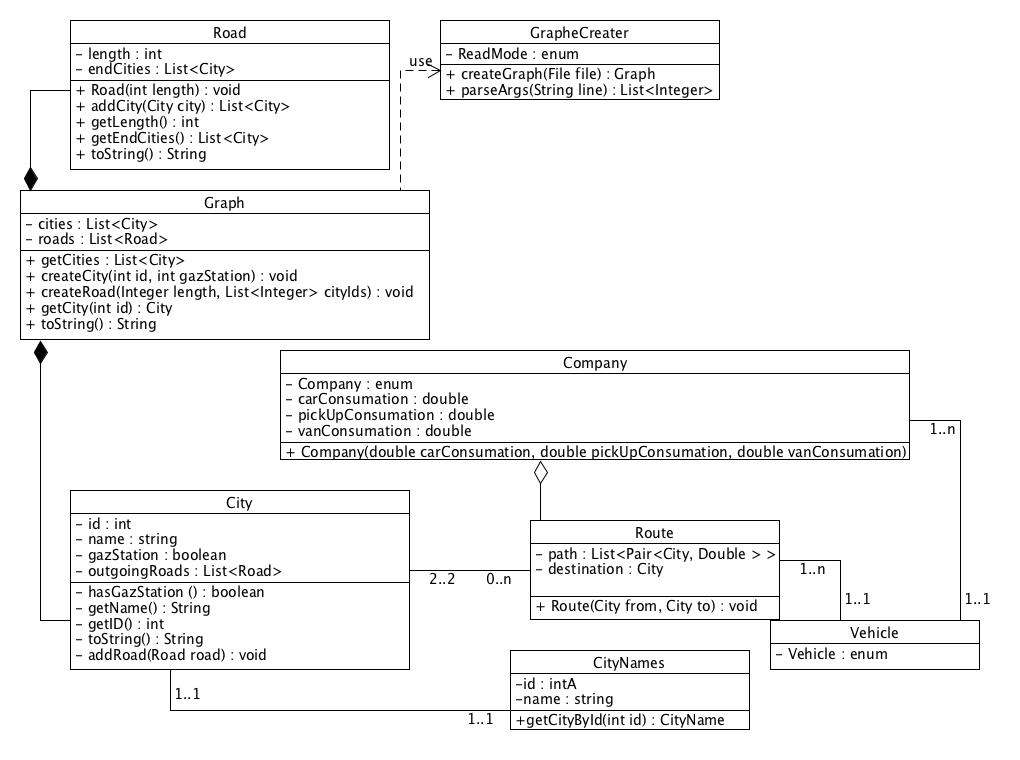 Road
– length : int
– endCities : List<City>
+ Road(int length) : void
+ addCity(City city) : List<City>
+ getLength() : int
+ getEndCities() : List<City>
+ toString() : String
GrapheCreater
– ReadMode : enum
+ createGraph(File file) : Graph
+ parseArgs(String line) : List<Integer>
use
Graph
– cities : List<City>
– roads : List<Road>
+ getCities : List<City>
+ createCity(int id, int gazStation) : void
+ createRoad(Integer length, List<Integer> cityIds) : void
+ getCity(int id) : City
+ toString() : String
Company
– Company : enum
– carConsumation : double
– pickUpConsumation : double
– vanConsumation : double
+ Company(double carConsumation, double pickUpConsumation, double vanConsumation)
1..n
City
– id : int
– name : string
– gazStation : boolean
– outgoingRoads : List<Road>
– hasGazStation () : boolean
– getName() : String
– getID() : int
– toString() : String
– addRoad(Road road) : void
2..2
0..n
Route
– path : List<Pair<City, Double > >
– destination : City
+ Route(City from, City to) : void
1..n
1..1
1..1
Vehicle
– Vehicle : enum
CityNames
–id : intA
–name : string
+getCityById(int id) : CityName
1..1
1..1